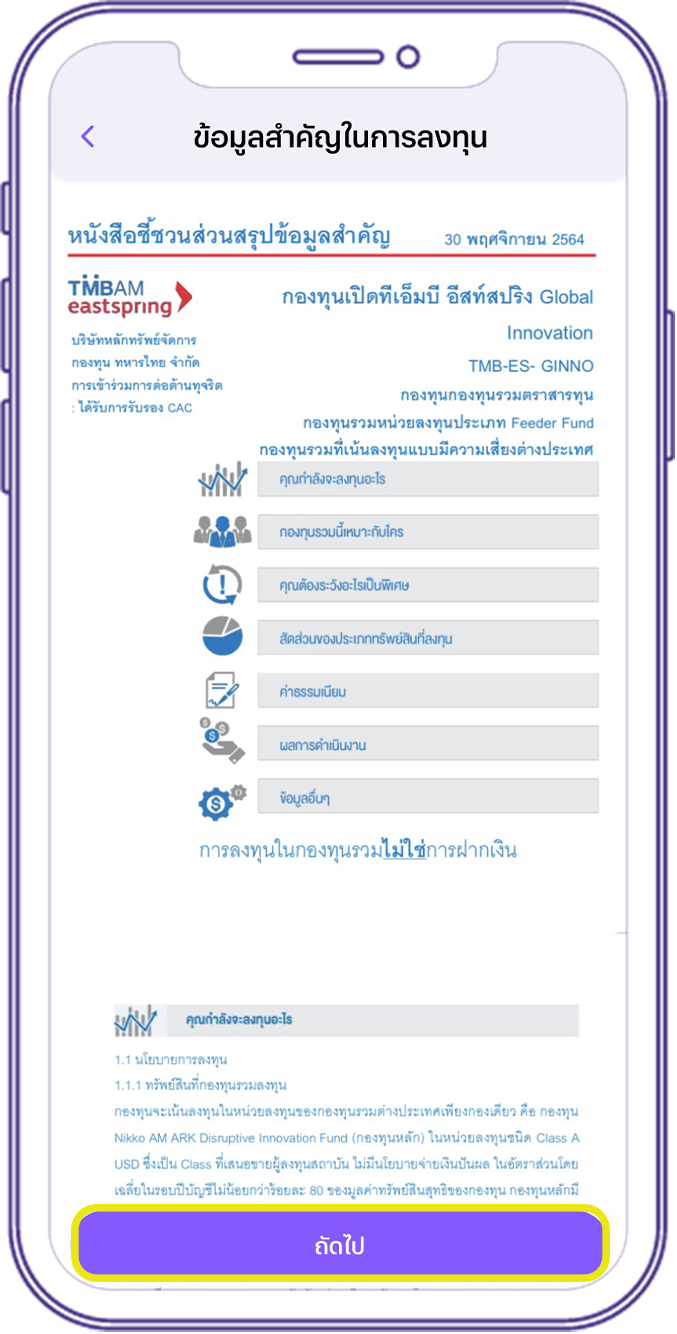 ข้อมูลสำคัญในการลงทุน
หนังสือชี้ชวนส่วนสรุปข้อมูลสำคัญ
30 พฤศจิกายน 2564
TMBAM
eastspring
บริษัทหลักทรัพย์จัดการ
กองทุน ทหารไทย จำกัด
การเข้าร่วมการต่อต้านทุจริต
: ได้รับการรับรอง CAC
กองทุนเปิดทีเอ็มบี อีสท์สปริง Global
Innovation
TMB-ES- GINNO
กองทุนกองทุนรวมตราสารทุน
กองทุนรวมหน่วยลงทุนประเภท Feeder Fund
กองทุนรวมที่เน้นลงทุนแบบมีความเสี่ยงต่างประเทศ
คุณกำลังจะลงทุนอะไร
กองทุนรวมนี้เหมาะกับใคร
คุณต้องระวังอะไรเป็นพิเศษ
สัดส่วนของประเภททรัพย์สินที่ลงทุน
ค่าธรรมเนียม
ผลการดำเนินงาน
ข้อมูลอื่นๆ
การลงทุนในกองทุนรวมไม่ใช่การฝากเงิน
คุณกำลังจะลงทุนอะไร
1.1 นโยบายการลงทุน
1.1.1 ทรัพย์สินที่กองทุนรวมลงทุน
กองทุนจะเน้นลงทุนในหน่วยลงทุนของกองทุนรวมต่างประเทศเพียงกองเดียว คือ กองทุน
Nikko AM ARK Disruptive Innovation Fund (กองทุนหลัก) ในหน่วยลงทุนชนิด Class A
USD ซึ่งเป็น Class ที่เสนอขายผู้ลงทุนสถาบัน ไม่มีนโยบายจ่ายเงินปันผล ในอัตราส่วนโดย
เฉลี่ยในรอบปีบัญชีไม่น้อยกว่าร้อยละ 80 ของมูลค่าทรัพย์สินสุทธิของกองทุน กองทุนหลักมี
ถัดไป